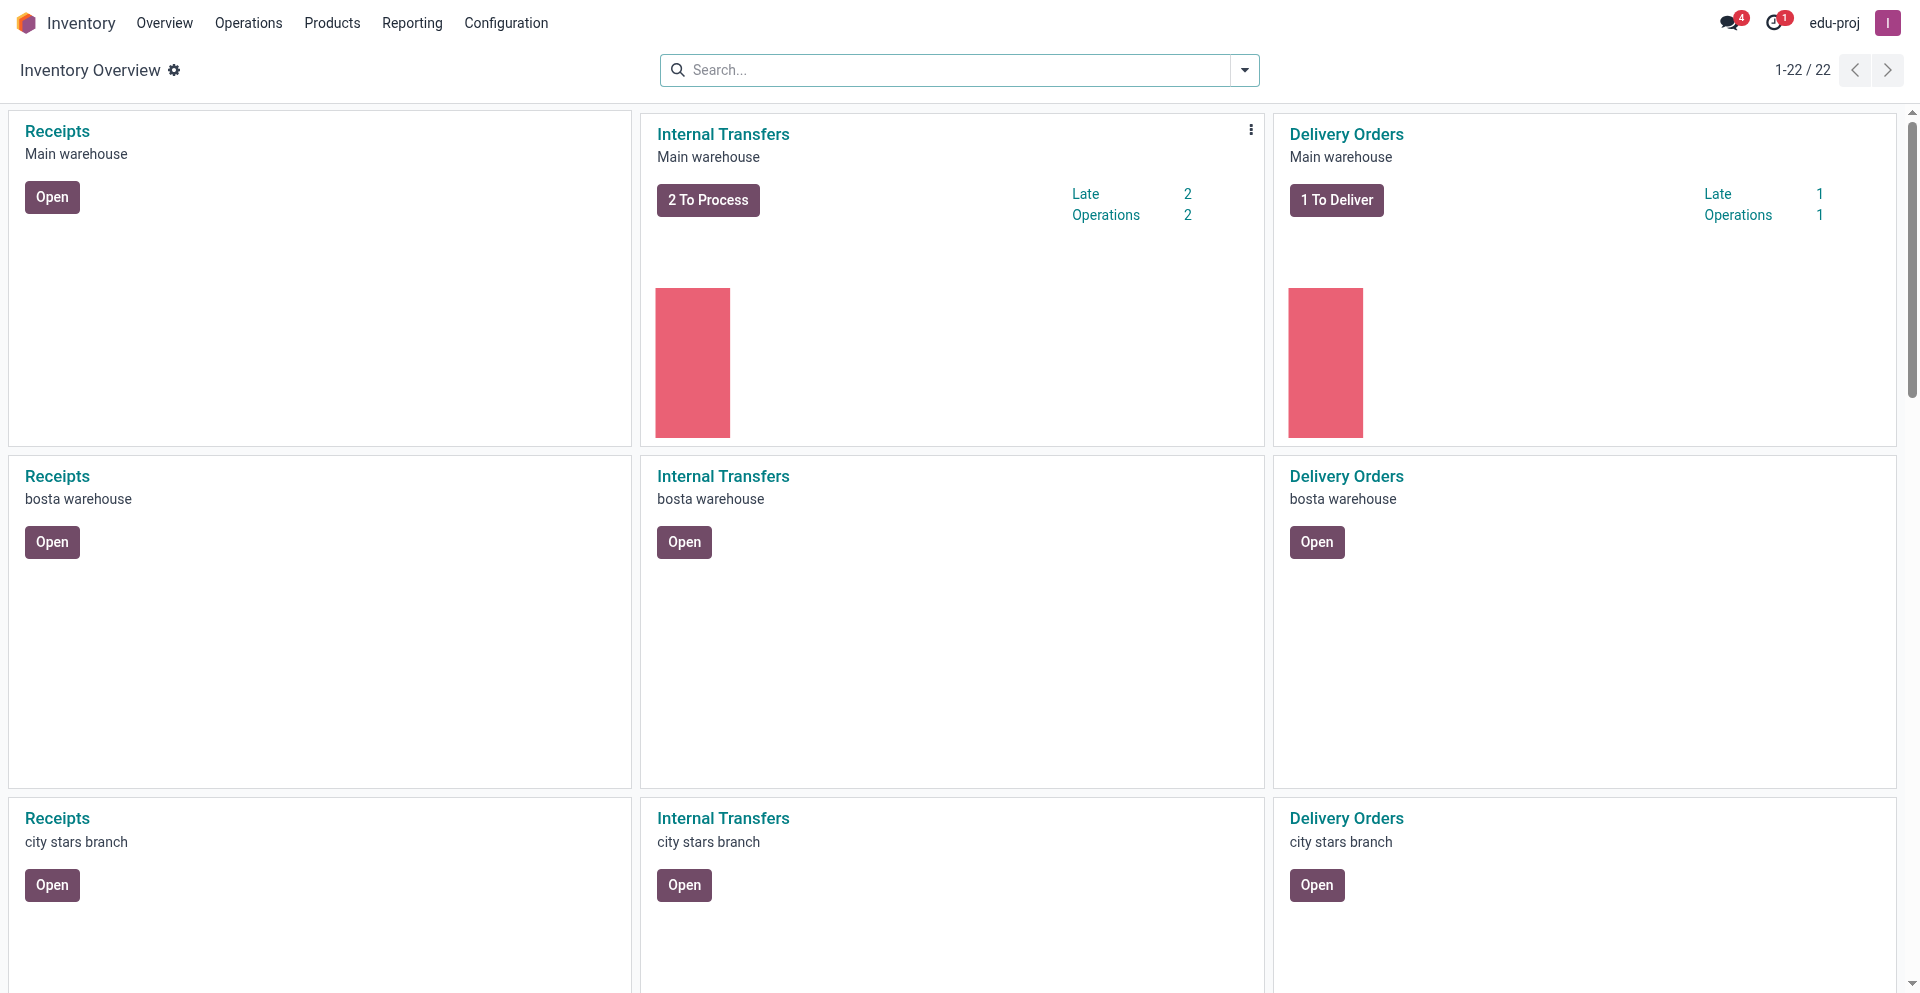 Inventory Overview Operations Products Reporting Configuration 4 1 edu-proj I
Inventory Overview Search... 1-22 / 22
Receipts
Main warehouse
Open
Internal Transfers
Main warehouse
2 To Process
Late 2
Operations 2
Delivery Orders
Main warehouse
1 To Deliver
Late 1
Operations 1
Receipts
bosta warehouse
Open
Internal Transfers
bosta warehouse
Open
Delivery Orders
bosta warehouse
Open
Receipts
city stars branch
Open
Internal Transfers
city stars branch
Open
Delivery Orders
city stars branch
Open